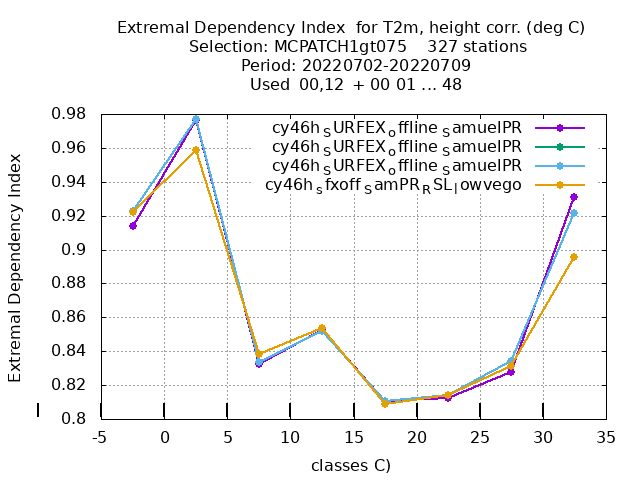 Extremal Dependency Index  for T2m, height corr. (deg C)
Selection: MCPATCH1gt075    327 stations
Period: 20220702-20220709
Used  00,12  + 00 01 ... 48
cy46h_SURFEX_offline_SamuelPR
cy46h_SURFEX_offline_SamuelPR
cy46h_SURFEX_offline_SamuelPR
cy46h_sfxoff_SamPR_RSL_lowvego
Extremal Dependency Index
0.98
0.96
0.94
0.92
0.9
0.88
0.86
0.84
0.82
0.8
-5 0 5 10 15 20 25 30 35
classes C)